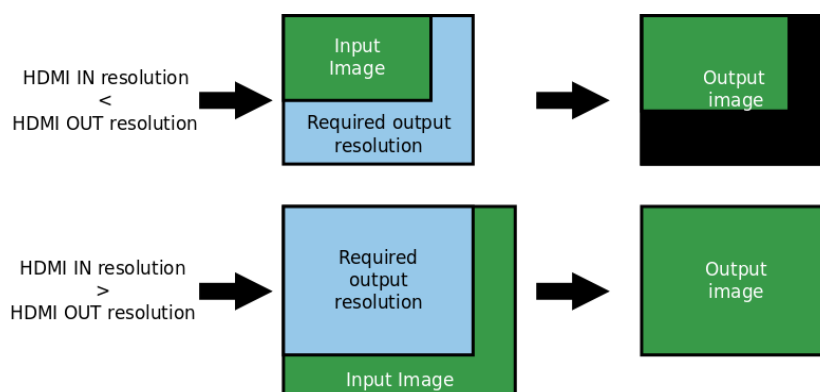 HDMI IN resolution
<
HDMI OUT resolution
Input
Image
Required output
resolution
Output
image
HDMI IN resolution
>
HDMI OUT resolution
Required
output
resolution
Input Image
Output
image